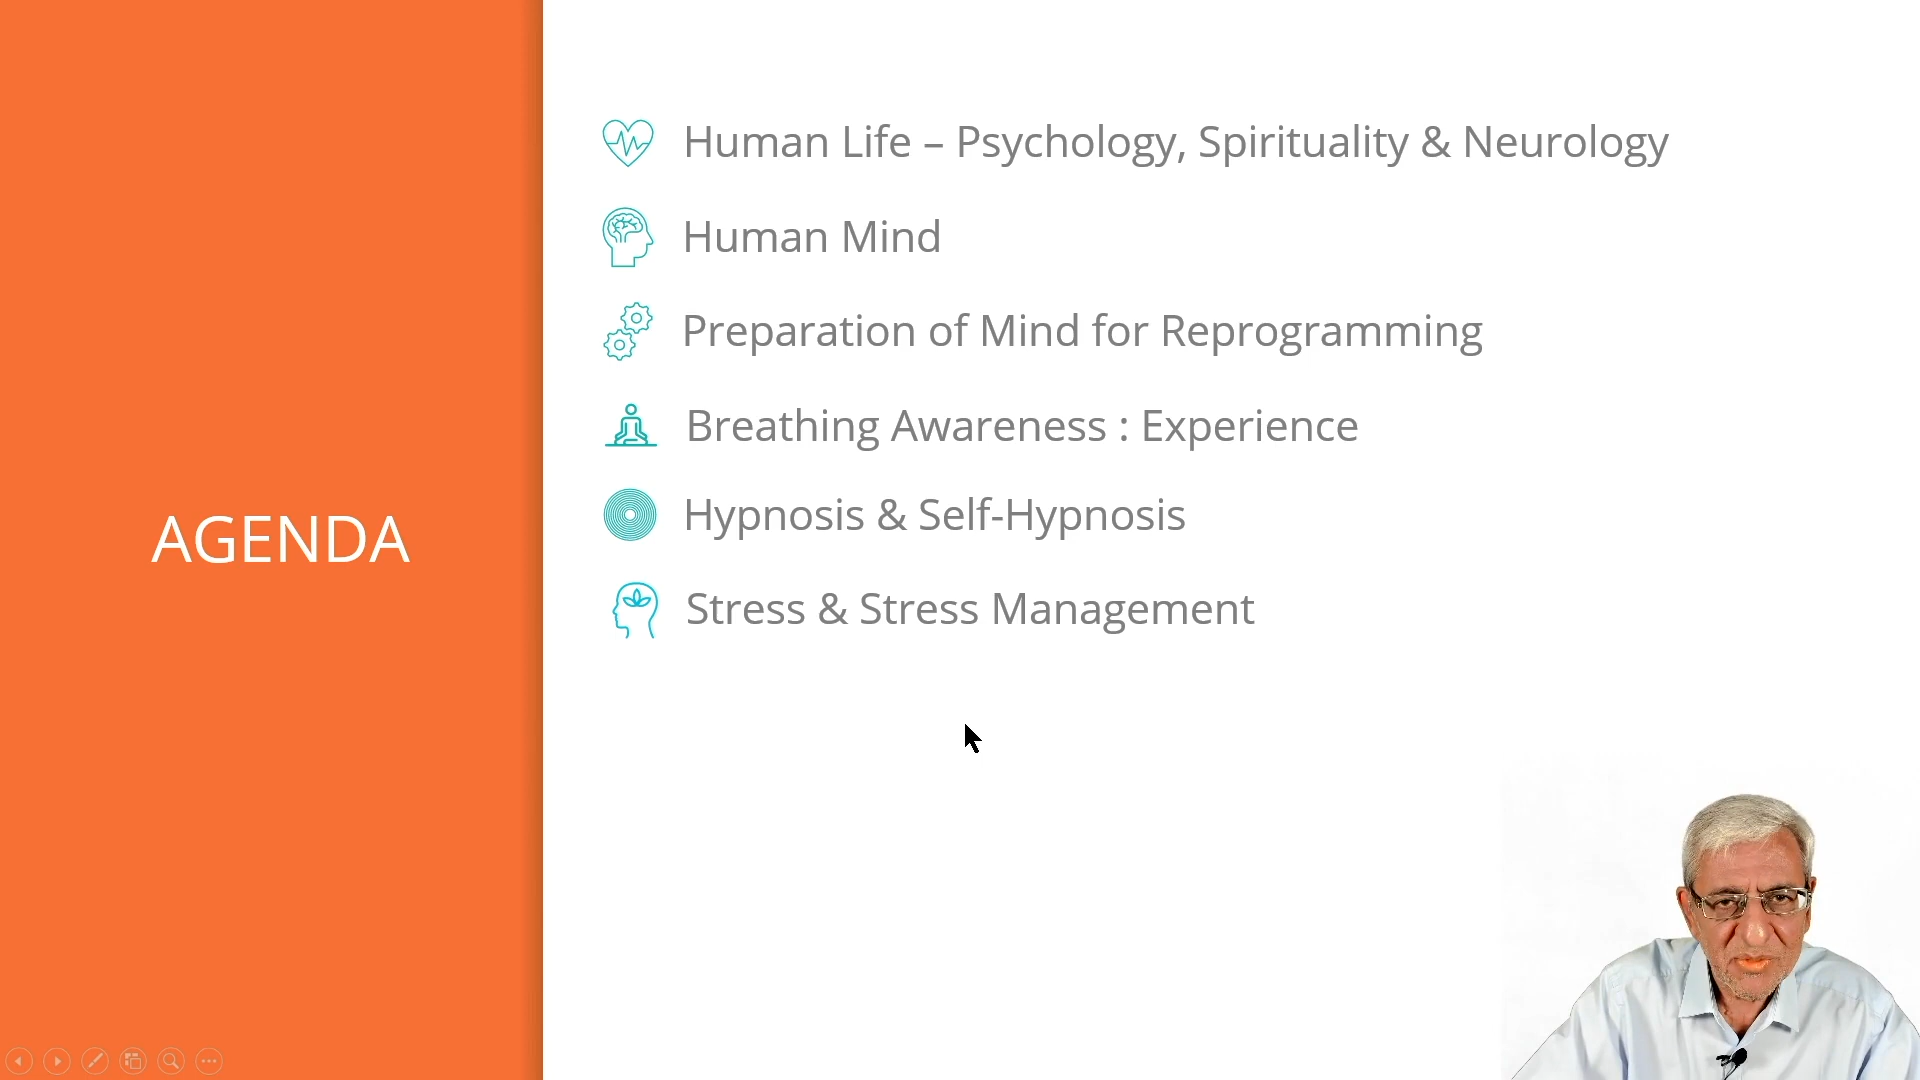 AGENDA
Human Life – Psychology, Spirituality & Neurology
Human Mind
Preparation of Mind for Reprogramming
Breathing Awareness : Experience
Hypnosis & Self-Hypnosis
Stress & Stress Management